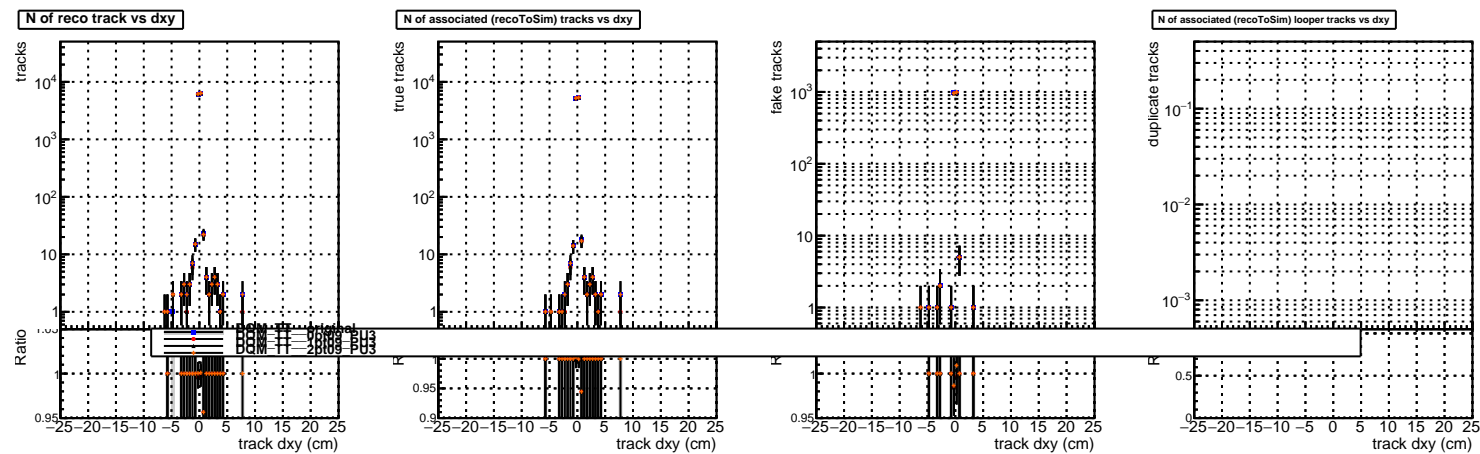 N of reco track vs dxy
N of associated (recoToSim) tracks vs dxy
N of associated (recoToSim) looper tracks vs dxy
tracks
10⁴
10³
10²
10
1
Ratio
1
0.95
−25 −20 −15 −10 −5 0 5 10 15 20 25
track dxy (cm)
true tracks
10⁴
10³
10²
10
1
0.95
0.9
−25 −20 −15 −10 −5 0 5 10 15 20 25
track dxy (cm)
fake tracks
10³
10²
10
1
1
0.95
−25 −20 −15 −10 −5 0 5 10 15 20 25
track dxy (cm)
duplicate tracks
10⁻¹
10⁻²
10⁻³
0.5
0
−25 −20 −15 −10 −5 0 5 10 15 20 25
track dxy (cm)
DQM_TT_2pt09_PU3